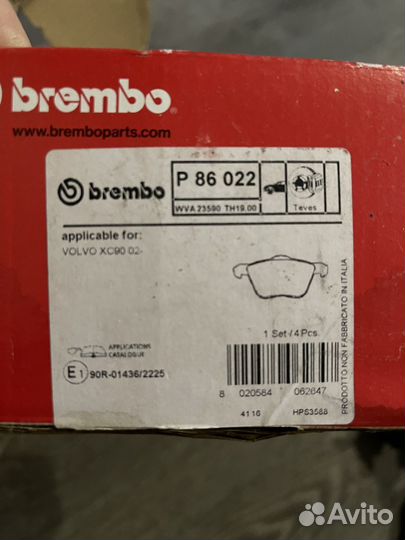 brembo
www.bremboparts.com
brembo
P 86 022
WVA 23590 TH19.00
Teves
applicable for:
VOLVO XC90 02-
1 Set / 4 Pcs.
APPLICATIONS
CATALOGUE
E1 90R-01436/2225
8 020584 062647
4116 HPS3588
PRODOTTO NON FABBRICATO IN ITALIA
Avito